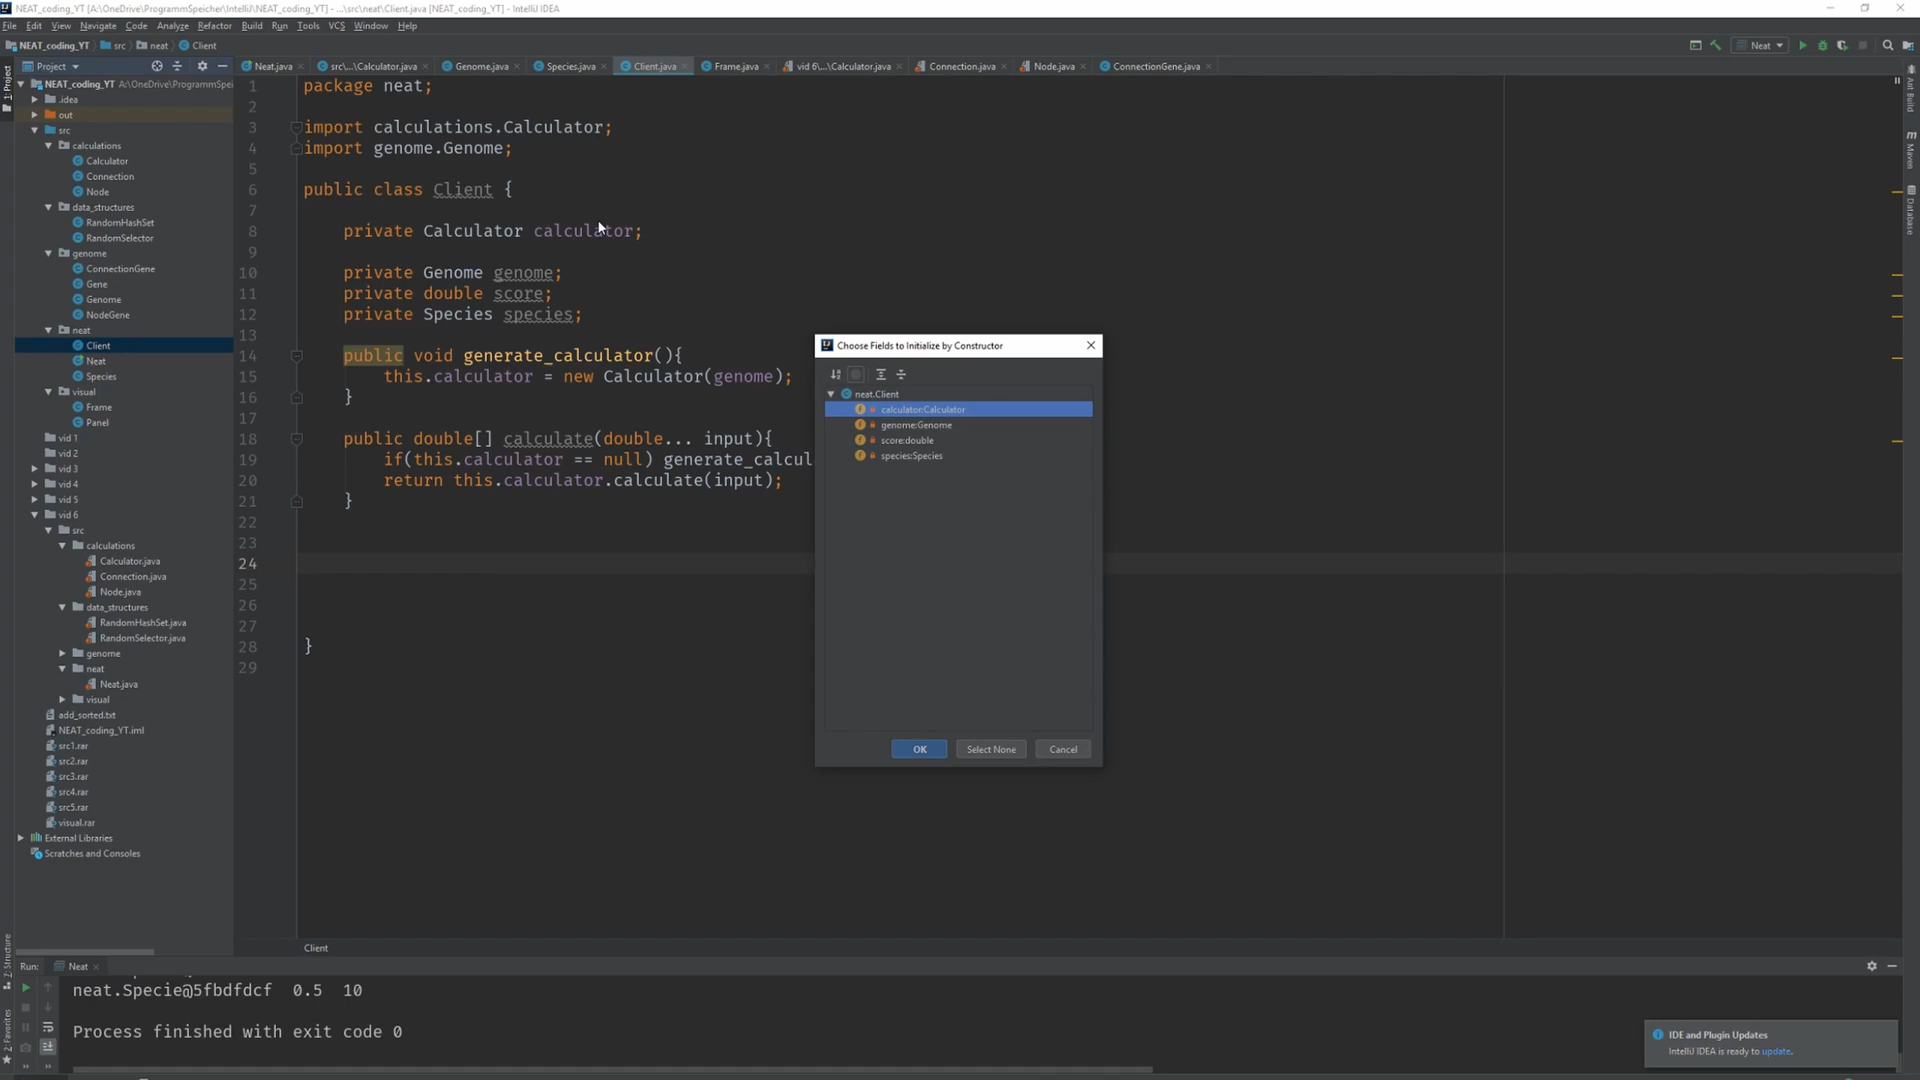 NEAT_coding_YT [A:\OneDrive\ProgrammSpeicher\IntelliJ\NEAT_coding_YT] - ...\src\neat\Client.java [NEAT_coding_YT] - IntelliJ IDEA
File Edit View Navigate Code Analyze Refactor Build Run Tools VCS Window Help
NEAT_coding_YT src neat Client
Neat
Project
Neat.java src\...\Calculator.java Genome.java Species.java Client.java Frame.java vid 6\...\Calculator.java Connection.java Node.java ConnectionGene.java
1: Project
NEAT_coding_YT A:\OneDrive\ProgrammSpei
.idea
out
src
calculations
Calculator
Connection
Node
data_structures
RandomHashSet
RandomSelector
genome
ConnectionGene
Gene
Genome
NodeGene
neat
Client
Neat
Species
visual
Frame
Panel
vid 1
vid 2
vid 3
vid 4
vid 5
vid 6
src
calculations
Calculator.java
Connection.java
Node.java
data_structures
RandomHashSet.java
RandomSelector.java
genome
neat
Neat.java
visual
add_sorted.txt
NEAT_coding_YT.iml
src1.rar
src2.rar
src3.rar
src4.rar
src5.rar
visual.rar
External Libraries
Scratches and Consoles
1 package neat;
2
3 import calculations.Calculator;
4 import genome.Genome;
5
6 public class Client {
7
8 private Calculator calculator;
9
10 private Genome genome;
11 private double score;
12 private Species species;
13
14 public void generate_calculator(){
15 this.calculator = new Calculator(genome);
16 }
17
18 public double[] calculate(double... input){
19 if(this.calculator == null) generate_calcul
20 return this.calculator.calculate(input);
21 }
22
23
24
25
26
27
28 }
29
Client
Choose Fields to Initialize by Constructor
neat.Client
calculator:Calculator
genome:Genome
score:double
species:Species
OK Select None Cancel
Ant Build
Maven
Database
Z: Structure
2: Favorites
Run: Neat
neat.Specie@5fbdfdcf 0.5 10
Process finished with exit code 0
IDE and Plugin Updates
IntelliJ IDEA is ready to update.